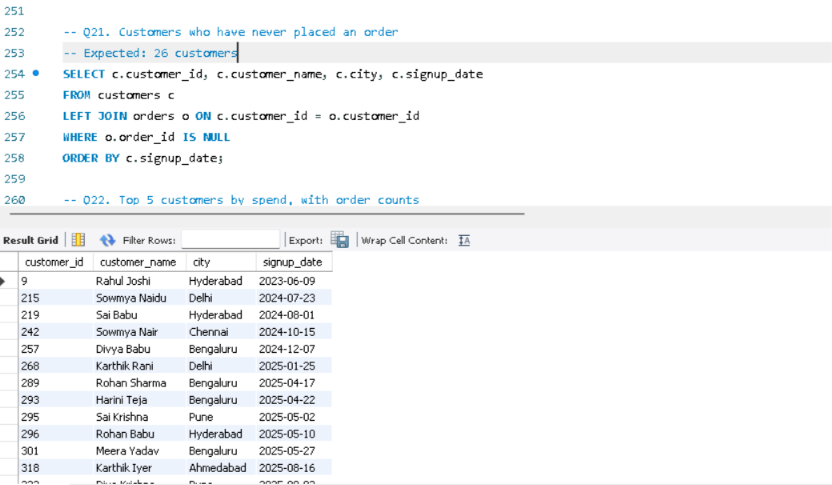 251
252 -- Q21. Customers who have never placed an order
253 -- Expected: 26 customers
254 SELECT c.customer_id, c.customer_name, c.city, c.signup_date
255 FROM customers c
256 LEFT JOIN orders o ON c.customer_id = o.customer_id
257 WHERE o.order_id IS NULL
258 ORDER BY c.signup_date;
259
260 -- Q22. Top 5 customers by spend, with order counts
Result Grid Filter Rows: Export: Wrap Cell Content: IA
customer_id customer_name city signup_date
9 Rahul Joshi Hyderabad 2023-06-09
215 Sowmya Naidu Delhi 2024-07-23
219 Sai Babu Hyderabad 2024-08-01
242 Sowmya Nair Chennai 2024-10-15
257 Divya Babu Bengaluru 2024-12-07
268 Karthik Rani Delhi 2025-01-25
289 Rohan Sharma Bengaluru 2025-04-17
293 Harini Teja Bengaluru 2025-04-22
295 Sai Krishna Pune 2025-05-02
296 Rohan Babu Hyderabad 2025-05-10
301 Meera Yadav Bengaluru 2025-05-27
318 Karthik Iyer Ahmedabad 2025-08-16